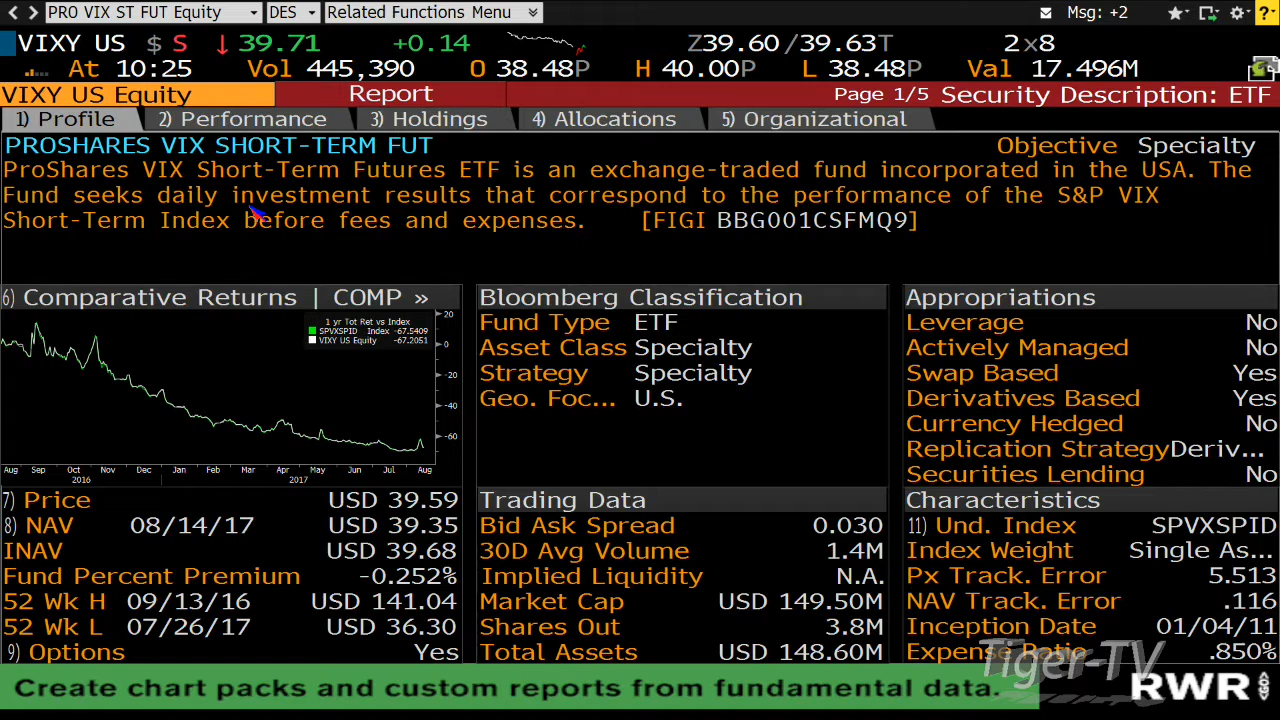 PRO VIX ST FUT Equity DES Related Functions Menu Msg: +2
VIXY US $ S ↓ 39.71 +0.14 Z39.60 /39.63T 2×8
At 10:25 Vol 445,390 O 38.48P H 40.00P L 38.48P Val 17.496M
VIXY US Equity Report Page 1/5 Security Description: ETF
1) Profile 2) Performance 3) Holdings 4) Allocations 5) Organizational
PROSHARES VIX SHORT-TERM FUT Objective Specialty
ProShares VIX Short-Term Futures ETF is an exchange-traded fund incorporated in the USA. The
Fund seeks daily investment results that correspond to the performance of the S&P VIX
Short-Term Index before fees and expenses. [FIGI BBG001CSFMQ9]
6) Comparative Returns | COMP »
1 yr Tot Ret vs Index
SPVXSPID Index -67.5409
VIXY US Equity -67.2051
20
0
-20
-40
-60
Aug Sep Oct Nov Dec Jan Feb Mar Apr May Jun Jul Aug
2016 2017
Bloomberg Classification
Fund Type ETF
Asset Class Specialty
Strategy Specialty
Geo. Foc... U.S.
Appropriations
Leverage No
Actively Managed No
Swap Based Yes
Derivatives Based Yes
Currency Hedged No
Replication Strategy Deriv...
Securities Lending No
7) Price USD 39.59
8) NAV 08/14/17 USD 39.35
INAV USD 39.68
Fund Percent Premium -0.252%
52 Wk H 09/13/16 USD 141.04
52 Wk L 07/26/17 USD 36.30
9) Options Yes
Trading Data
Bid Ask Spread 0.030
30D Avg Volume 1.4M
Implied Liquidity N.A.
Market Cap USD 149.50M
Shares Out 3.8M
Total Assets USD 148.60M
Characteristics
11) Und. Index SPVXSPID
Index Weight Single As...
Px Track. Error 5.513
NAV Track. Error .116
Inception Date 01/04/11
Expense Ratio .850%
Tiger-TV
Create chart packs and custom reports from fundamental data. RWR <GO>